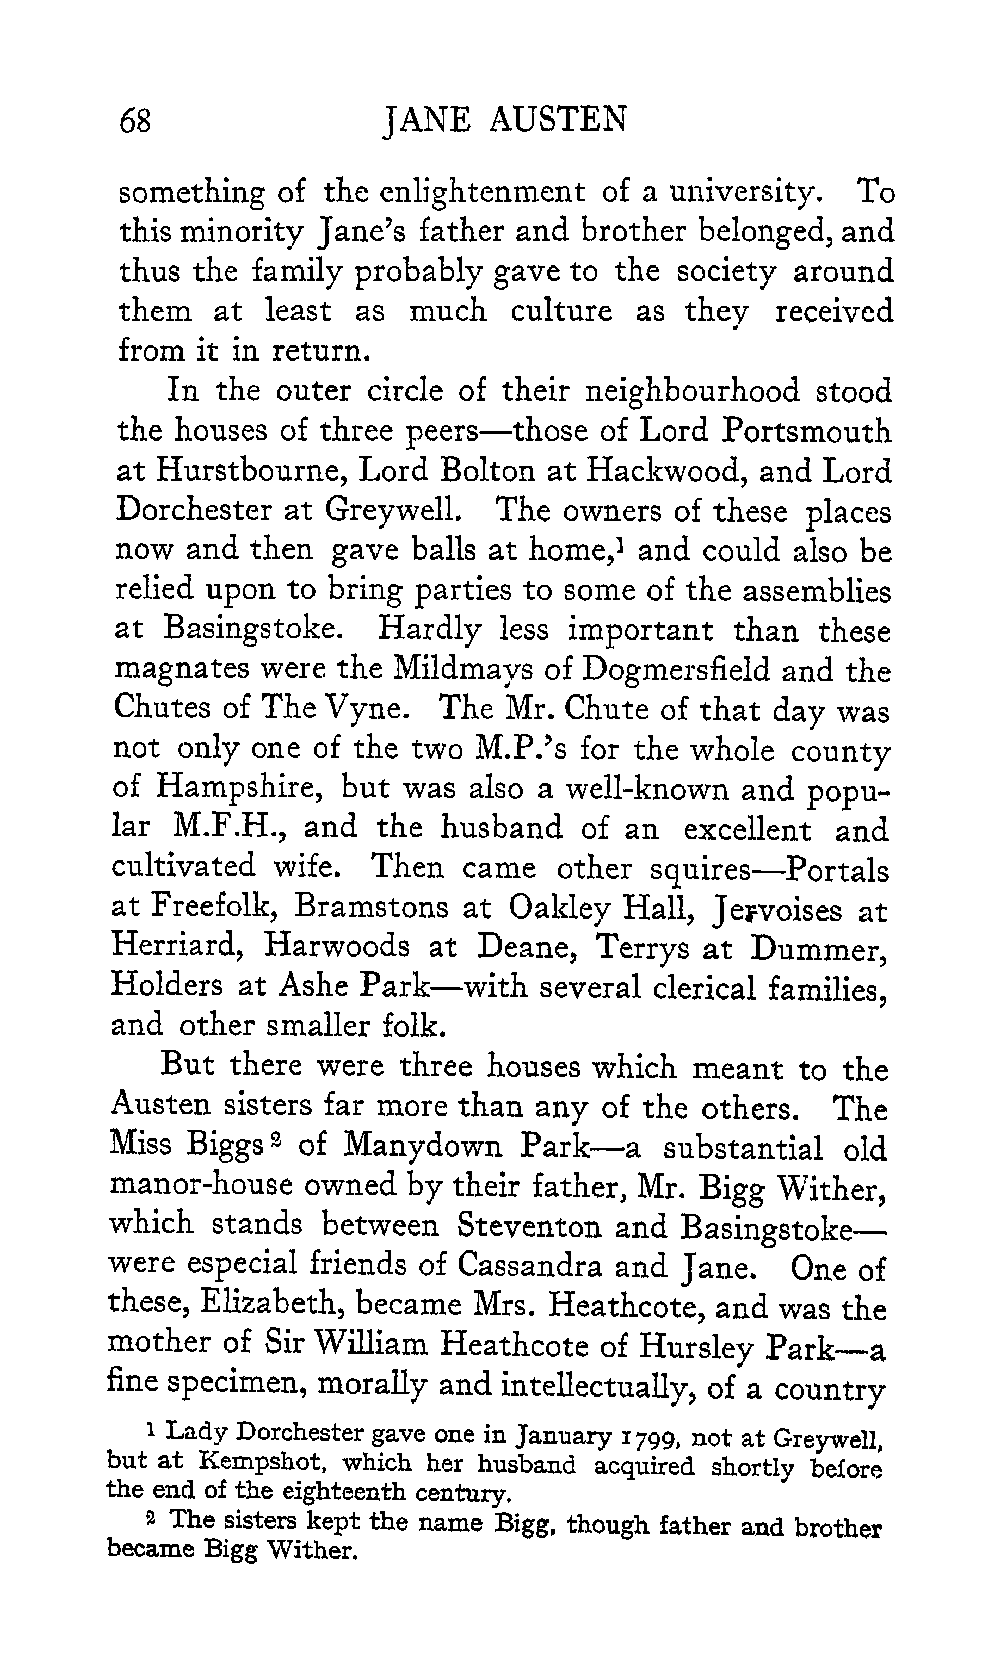 68 JANE AUSTEN
something of the enlightenment of a university. To
this minority Jane's father and brother belonged, and
thus the family probably gave to the society around
them at least as much culture as they received
from it in return.
In the outer circle of their neighbourhood stood
the houses of three peers—those of Lord Portsmouth
at Hurstbourne, Lord Bolton at Hackwood, and Lord
Dorchester at Greywell. The owners of these places
now and then gave balls at home,¹ and could also be
relied upon to bring parties to some of the assemblies
at Basingstoke. Hardly less important than these
magnates were the Mildmays of Dogmersfield and the
Chutes of The Vyne. The Mr. Chute of that day was
not only one of the two M.P.'s for the whole county
of Hampshire, but was also a well-known and popu-
lar M.F.H., and the husband of an excellent and
cultivated wife. Then came other squires—Portals
at Freefolk, Bramstons at Oakley Hall, Jervoises at
Herriard, Harwoods at Deane, Terrys at Dummer,
Holders at Ashe Park—with several clerical families,
and other smaller folk.
But there were three houses which meant to the
Austen sisters far more than any of the others. The
Miss Biggs² of Manydown Park—a substantial old
manor-house owned by their father, Mr. Bigg Wither,
which stands between Steventon and Basingstoke—
were especial friends of Cassandra and Jane. One of
these, Elizabeth, became Mrs. Heathcote, and was the
mother of Sir William Heathcote of Hursley Park—a
fine specimen, morally and intellectually, of a country
¹ Lady Dorchester gave one in January 1799, not at Greywell,
but at Kempshot, which her husband acquired shortly before
the end of the eighteenth century.
² The sisters kept the name Bigg, though father and brother
became Bigg Wither.